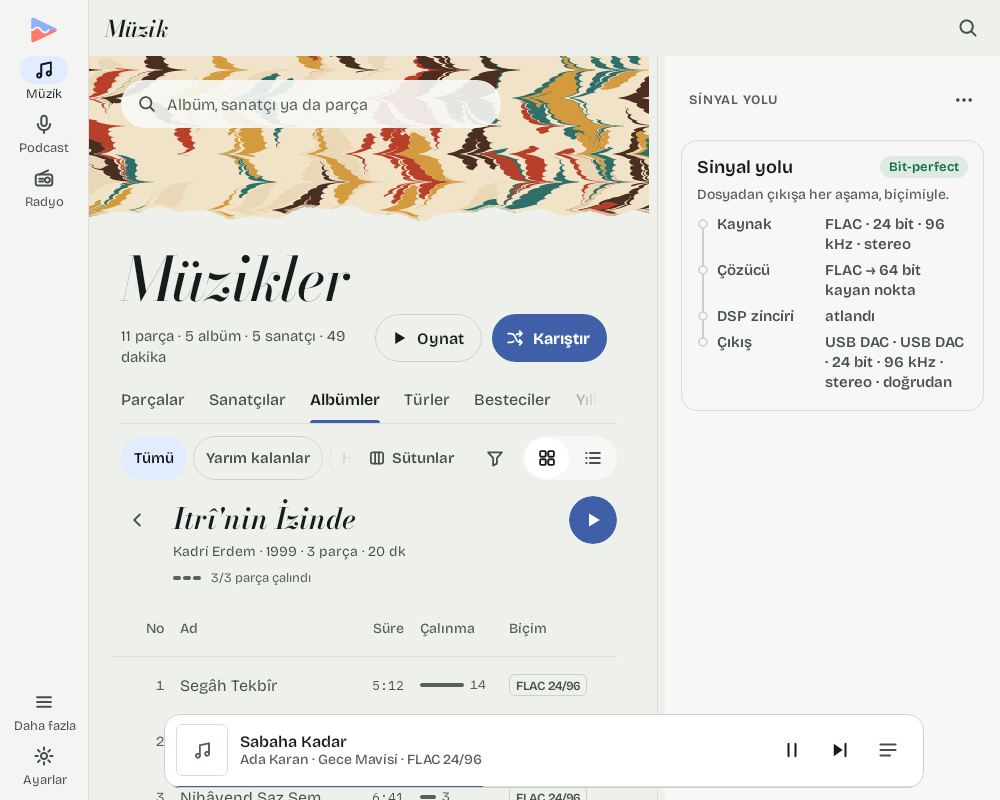 Müzik
Müzik
Podcast
Radyo
Daha fazla
Ayarlar
Albüm, sanatçı ya da parça
Müzikler
11 parça · 5 albüm · 5 sanatçı · 49
dakika
Oynat
Karıştır
Parçalar Sanatçılar Albümler Türler Besteciler Yıll
Tümü Yarım kalanlar Sütunlar
Itrî'nin İzinde
Kadri Erdem · 1999 · 3 parça · 20 dk
3/3 parça çalındı
No Ad Süre Çalınma Biçim
1 Segâh Tekbîr 5:12 14 FLAC 24/96
2
3 Nihâvend Saz Sem 6:41 3 FLAC 24/96
Sabaha Kadar
Ada Karan · Gece Mavisi · FLAC 24/96
SİNYAL YOLU
Sinyal yolu Bit-perfect
Dosyadan çıkışa her aşama, biçimiyle.
Kaynak FLAC · 24 bit · 96
kHz · stereo
Çözücü FLAC → 64 bit
kayan nokta
DSP zinciri atlandı
Çıkış USB DAC · USB DAC
· 24 bit · 96 kHz ·
stereo · doğrudan